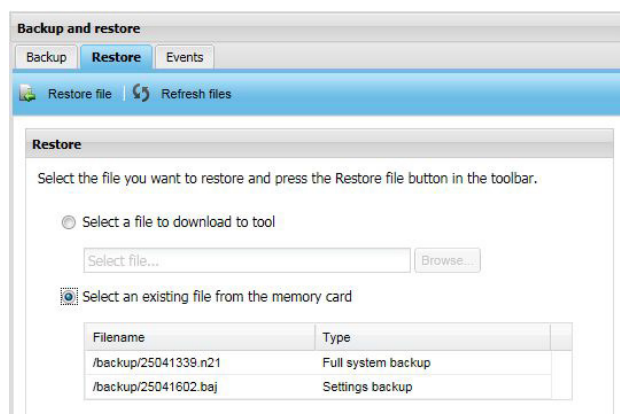 Backup and restore
Backup Restore Events
Restore file Refresh files
Restore
Select the file you want to restore and press the Restore file button in the toolbar.
Select a file to download to tool
Select file... Browse...
Select an existing file from the memory card
Filename Type
/backup/25041339.n21 Full system backup
/backup/25041602.baj Settings backup